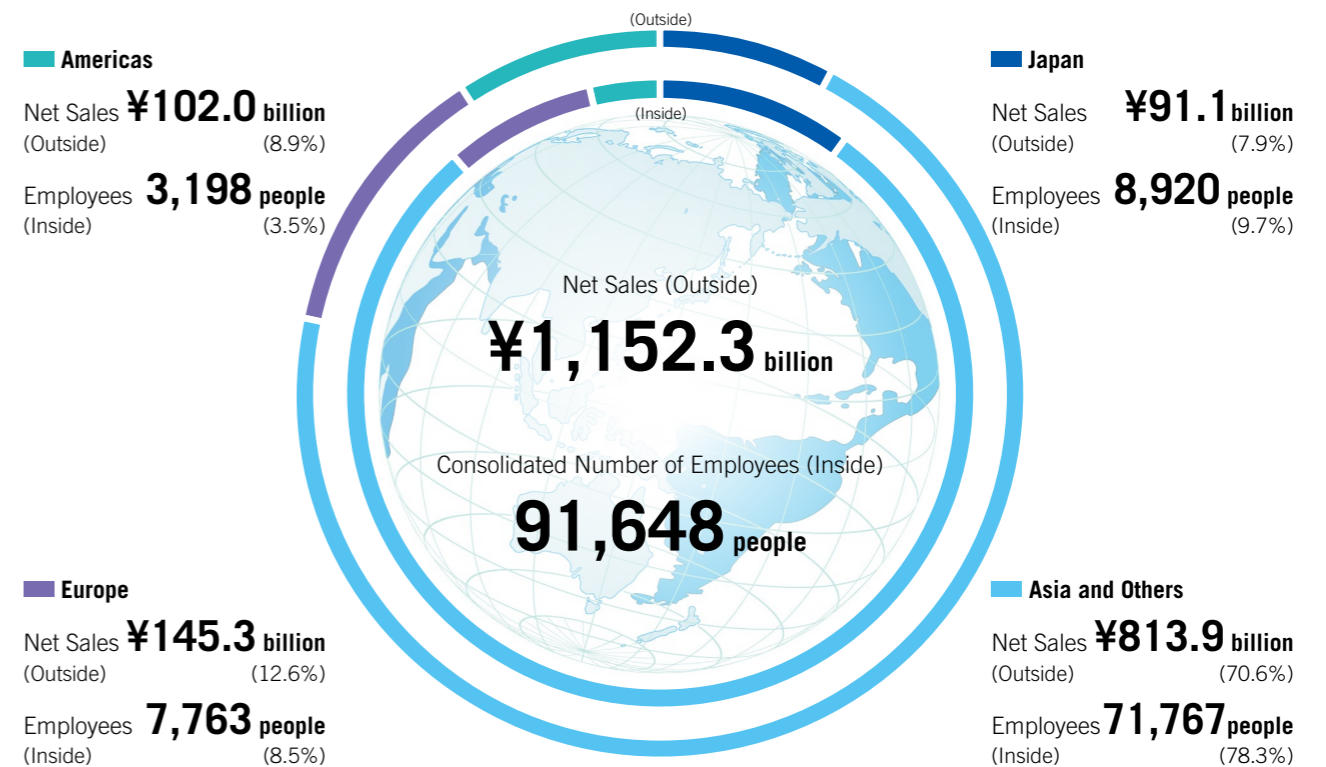 (Outside)
(Inside)
Americas
Net Sales ¥102.0 billion
(Outside) (8.9%)
Employees 3,198 people
(Inside) (3.5%)
Japan
Net Sales ¥91.1 billion
(Outside) (7.9%)
Employees 8,920 people
(Inside) (9.7%)
Net Sales (Outside)
¥1,152.3 billion
Consolidated Number of Employees (Inside)
91,648 people
Europe
Net Sales ¥145.3 billion
(Outside) (12.6%)
Employees 7,763 people
(Inside) (8.5%)
Asia and Others
Net Sales ¥813.9 billion
(Outside) (70.6%)
Employees 71,767 people
(Inside) (78.3%)